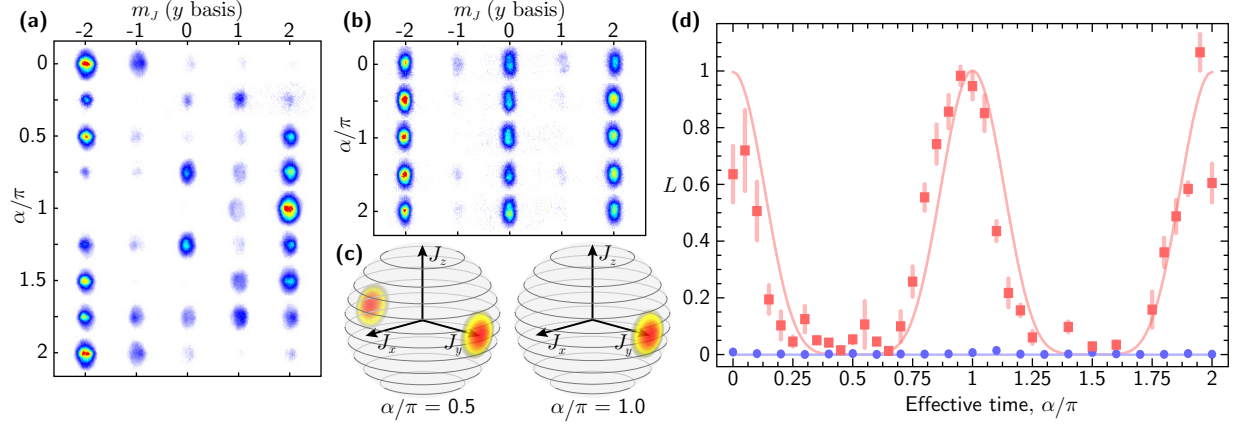 (a)
m_J (y basis)
-2 -1 0 1 2
α/π
0
0.5
1
1.5
2
(b)
m_J (y basis)
-2 -1 0 1 2
α/π
0
1
2
(c)
J_z
J_x
J_y
α/π = 0.5
J_z
J_x
J_y
α/π = 1.0
(d)
L
1
0.8
0.6
0.4
0.2
0
0 0.25 0.5 0.75 1 1.25 1.5 1.75 2
Effective time, α/π